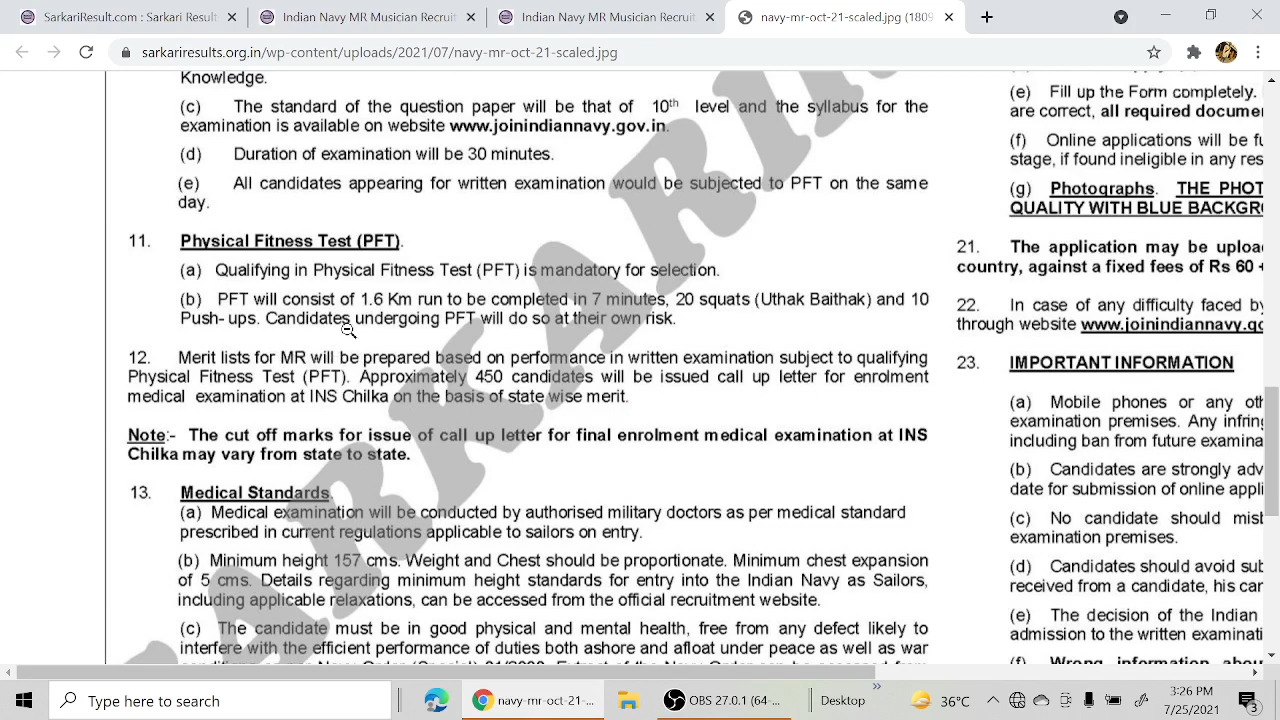 Sarkari Results
Navy MR Musician Recruit
Indian Navy MR Musician Recruit
navy-mr-oct-21-scaled.jpg (1809
sarkariresults.org.in/wp-content/uploads/2021/07/navy-mr-oct-21-scaled.jpg
Knowledge.
(c) The standard of the question paper will be that of 10th level and the syllabus for the
examination is available on website www.joinindiannavy.gov.in.
(d) Duration of examination will be 30 minutes.
(e) All candidates appearing for written examination would be subjected to PFT on the same
day.
11. Physical Fitness Test (PFT).
(a) Qualifying in Physical Fitness Test (PFT) is mandatory for selection.
(b) PFT will consist of 1.6 Km run to be completed in 7 minutes, 20 squats (Uthak Baithak) and 10
Push- ups. Candidates undergoing PFT will do so at their own risk.
12. Merit lists for MR will be prepared based on performance in written examination subject to qualifying
Physical Fitness Test (PFT). Approximately 450 candidates will be issued call up letter for enrolment
medical examination at INS Chilka on the basis of state wise merit.
Note:- The cut off marks for issue of call up letter for final enrolment medical examination at INS
Chilka may vary from state to state.
13. Medical Standards.
(a) Medical examination will be conducted by authorised military doctors as per medical standard
prescribed in current regulations applicable to sailors on entry.
(b) Minimum height 157 cms. Weight and Chest should be proportionate. Minimum chest expansion
of 5 cms. Details regarding minimum height standards for entry into the Indian Navy as Sailors,
including applicable relaxations, can be accessed from the official recruitment website.
(c) The candidate must be in good physical and mental health, free from any defect likely to
interfere with the efficient performance of duties both ashore and afloat under peace as well as war
(e) Fill up the Form completely.
are correct, all required docume
(f) Online applications will be fu
stage, if found ineligible in any res
(g) Photographs. THE PHOT
QUALITY WITH BLUE BACKGR
21. The application may be uploa
country, against a fixed fees of Rs 60 +
22. In case of any difficulty faced by
through website www.joinindiannavy.go
23. IMPORTANT INFORMATION
(a) Mobile phones or any oth
examination premises. Any infring
including ban from future examina
(b) Candidates are strongly adv
date for submission of online appli
(c) No candidate should misb
examination premises.
(d) Candidates should avoid sub
received from a candidate, his can
(e) The decision of the Indian
admission to the written examinati
(f) Wrong information abou
SARKARI
Type here to search
navy-mr-oct-21-...
OBS 27.0.1 (64-...
Desktop
36°C
3:26 PM
7/25/2021
3